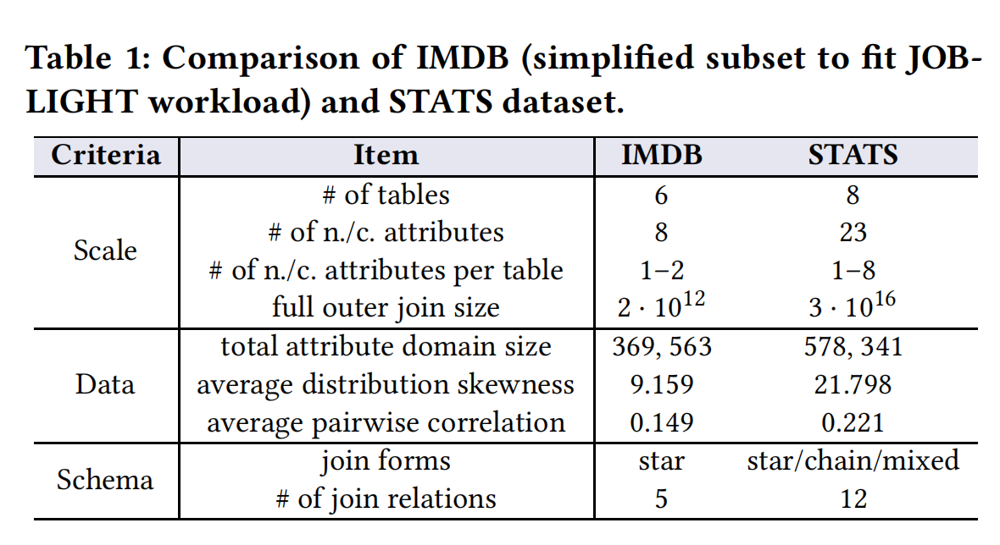 Table 1: Comparison of IMDB (simplified subset to fit JOB-
LIGHT workload) and STATS dataset.
Criteria Item IMDB STATS
Scale
# of tables 6 8
# of n./c. attributes 8 23
# of n./c. attributes per table 1–2 1–8
full outer join size 2 · 10^12 3 · 10^16
Data
total attribute domain size 369, 563 578, 341
average distribution skewness 9.159 21.798
average pairwise correlation 0.149 0.221
Schema
join forms star star/chain/mixed
# of join relations 5 12